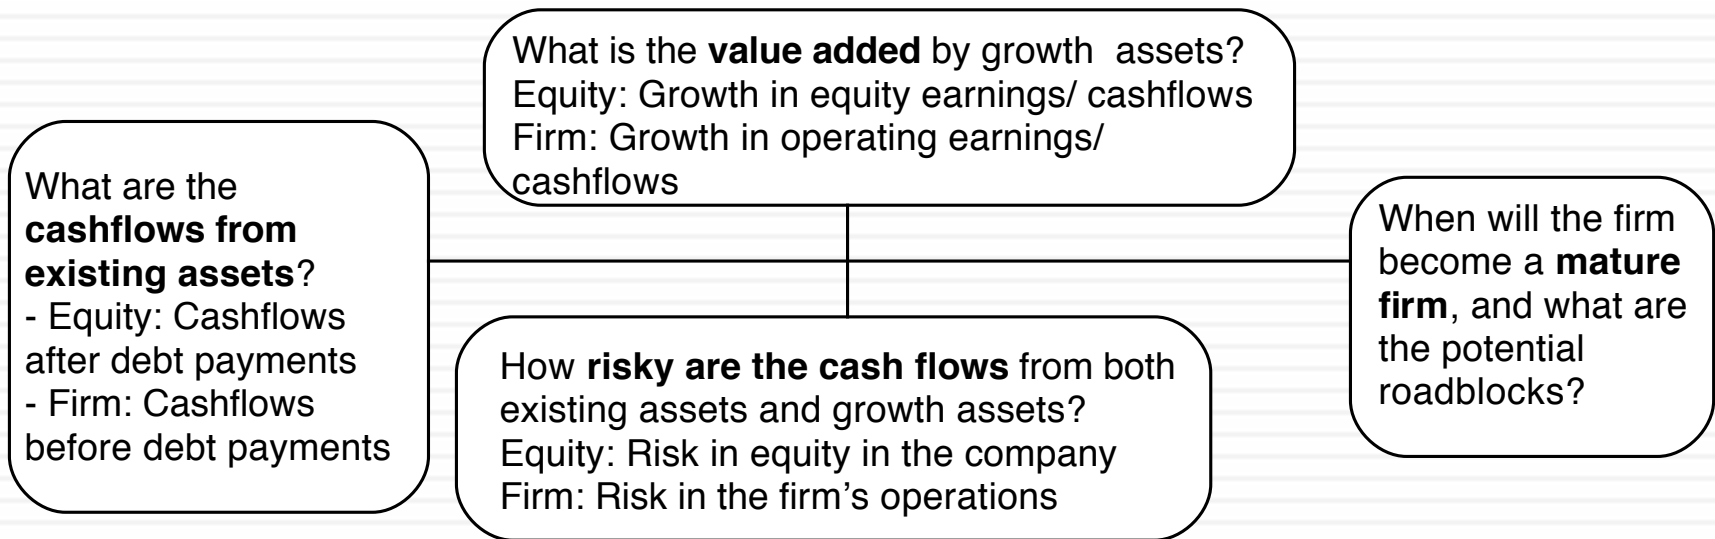 What is the value added by growth  assets?
Equity: Growth in equity earnings/ cashflows
Firm: Growth in operating earnings/
cashflows
What are the
cashflows from
existing assets?
- Equity: Cashflows
after debt payments
- Firm: Cashflows
before debt payments
How risky are the cash flows from both
existing assets and growth assets?
Equity: Risk in equity in the company
Firm: Risk in the firm’s operations
When will the firm
become a mature
firm, and what are
the potential
roadblocks?